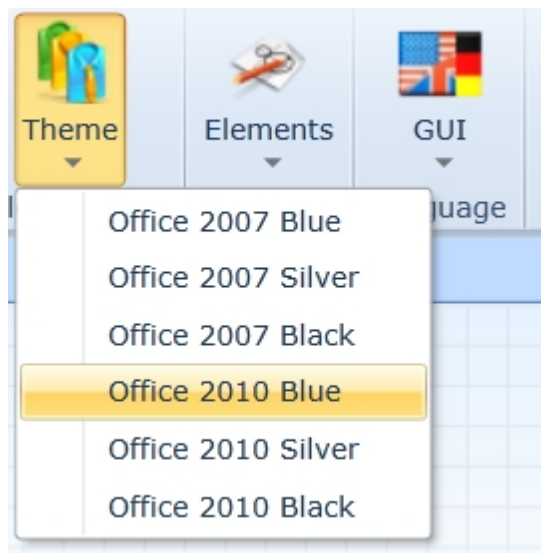 Theme
Elements
GUI
guage
Office 2007 Blue
Office 2007 Silver
Office 2007 Black
Office 2010 Blue
Office 2010 Silver
Office 2010 Black